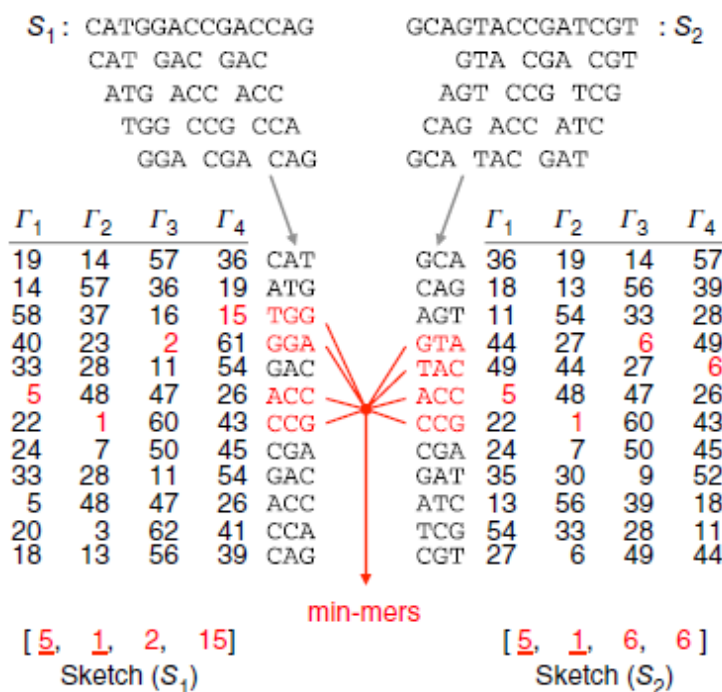 S1 : CATGGACCGACCAG GCAGTACCGATCGT : S2
CAT GAC GAC GTA CGA CGT
ATG ACC ACC AGT CCG TCG
TGG CCG CCA CAG ACC ATC
GGA CGA CAG GCA TAC GAT
Γ1 Γ2 Γ3 Γ4 Γ1 Γ2 Γ3 Γ4
19 14 57 36 CAT GCA 36 19 14 57
14 57 36 19 ATG CAG 18 13 56 39
58 37 16 15 TGG AGT 11 54 33 28
40 23 2 61 GGA GTA 44 27 6 49
33 28 11 54 GAC TAC 49 44 27 6
5 48 47 26 ACC ACC 5 48 47 26
22 1 60 43 CCG CCG 22 1 60 43
24 7 50 45 CGA CGA 24 7 50 45
33 28 11 54 GAC GAT 35 30 9 52
5 48 47 26 ACC ATC 13 56 39 18
20 3 62 41 CCA TCG 54 33 28 11
18 13 56 39 CAG CGT 27 6 49 44
min-mers
[ 5, 1, 2, 15] [ 5, 1, 6, 6 ]
Sketch (S1) Sketch (S2)